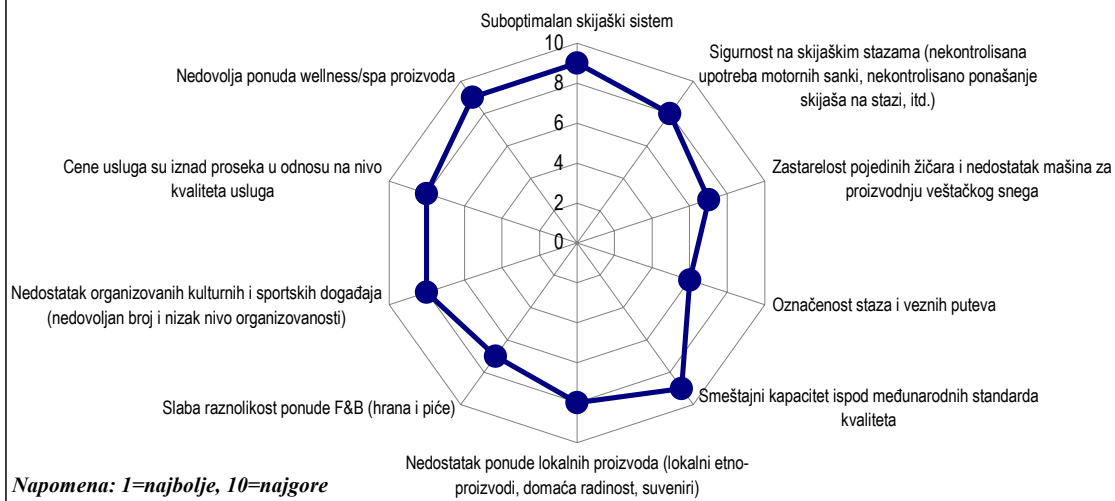 Suboptimalan skijaški sistem
Sigurnost na skijaškim stazama (nekontrolisana
upotreba motornih sanki, nekontrolisano ponašanje
skijaša na stazi, itd.)
Zastarelost pojedinih žičara i nedostatak mašina za
proizvodnju veštačkog snega
Označenost staza i veznih puteva
Smeštajni kapacitet ispod međunarodnih standarda
kvaliteta
Nedostatak ponude lokalnih proizvoda (lokalni etno-
proizvodi, domaća radinost, suveniri)
Slaba raznolikost ponude F&B (hrana i piće)
Nedostatak organizovanih kulturnih i sportskih događaja
(nedovoljan broj i nizak nivo organizovanosti)
Cene usluga su iznad proseka u odnosu na nivo
kvaliteta usluga
Nedovolja ponuda wellness/spa proizvoda
10
8
6
4
2
0
Napomena: 1=najbolje, 10=najgore